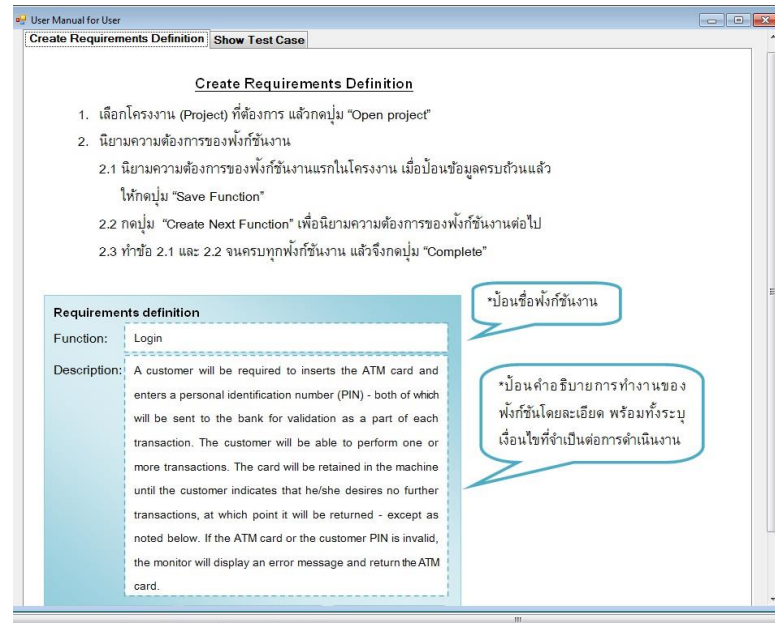 User Manual for User
Create Requirements Definition Show Test Case
Create Requirements Definition
1. เลือกโครงงาน (Project) ที่ต้องการ แล้วกดปุ่ม “Open project”
2. นิยามความต้องการของฟังก์ชันงาน
2.1 นิยามความต้องการของฟังก์ชันงานแรกในโครงงาน เมื่อป้อนข้อมูลครบถ้วนแล้ว
ให้กดปุ่ม “Save Function”
2.2 กดปุ่ม “Create Next Function” เพื่อนิยามความต้องการของฟังก์ชันงานต่อไป
2.3 ทำข้อ 2.1 และ 2.2 จนครบทุกฟังก์ชันงาน แล้วจึงกดปุ่ม “Complete”
*ป้อนชื่อฟังก์ชันงาน
Requirements definition
Function: Login
Description: A customer will be required to inserts the ATM card and
enters a personal identification number (PIN) - both of which
will be sent to the bank for validation as a part of each
transaction. The customer will be able to perform one or
more transactions. The card will be retained in the machine
until the customer indicates that he/she desires no further
transactions, at which point it will be returned - except as
noted below. If the ATM card or the customer PIN is invalid,
the monitor will display an error message and return the ATM
card.
*ป้อนคำอธิบายการทำงานของ
ฟังก์ชันโดยละเอียด พร้อมทั้งระบุ
เงื่อนไขที่จำเป็นต่อการดำเนินงาน